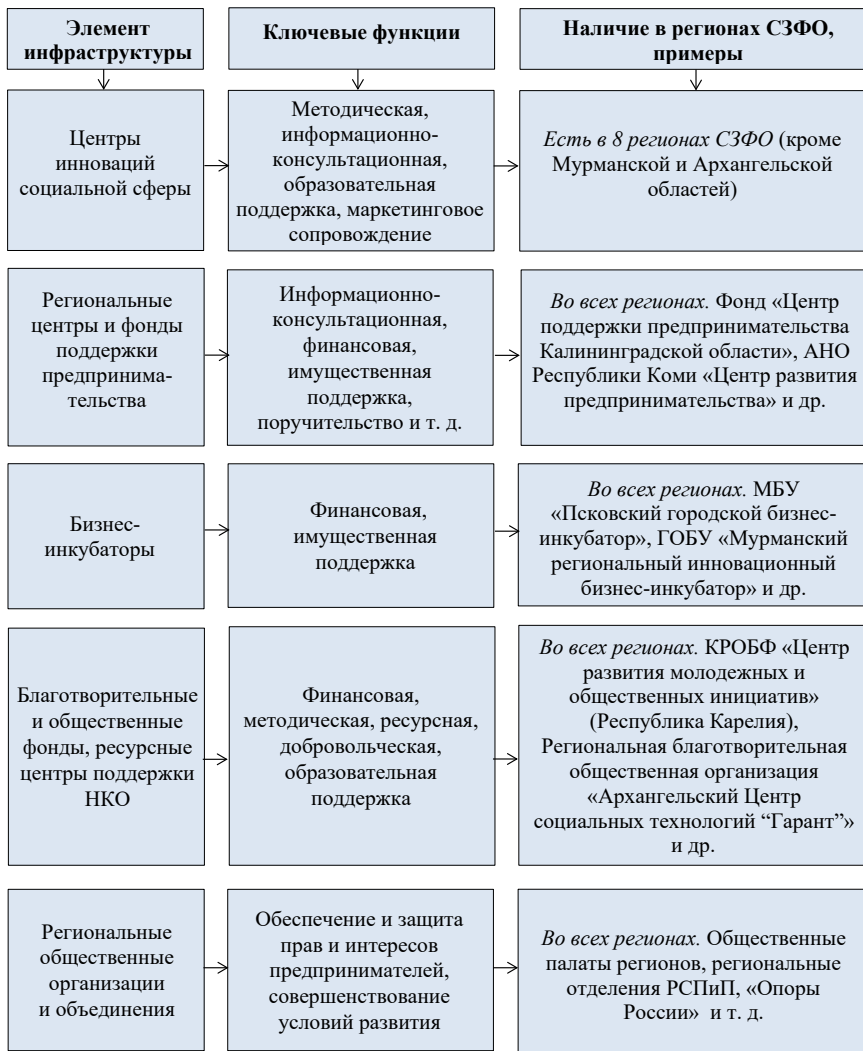 Элемент
инфраструктуры
Ключевые функции
Наличие в регионах СЗФО,
примеры
Центры
инноваций
социальной сферы
Методическая,
информационно-
консультационная,
образовательная
поддержка, маркетинговое
сопровождение
Есть в 8 регионах СЗФО (кроме
Мурманской и Архангельской
областей)
Региональные
центры и фонды
поддержки
предпринима-
тельства
Информационно-
консультационная,
финансовая,
имущественная
поддержка,
поручительство и т. д.
Во всех регионах. Фонд «Центр
поддержки предпринимательства
Калининградской области», АНО
Республики Коми «Центр развития
предпринимательства» и др.
Бизнес-
инкубаторы
Финансовая,
имущественная
поддержка
Во всех регионах. МБУ
«Псковский городской бизнес-
инкубатор», ГОБУ «Мурманский
региональный инновационный
бизнес-инкубатор» и др.
Благотворительные
и общественные
фонды, ресурсные
центры поддержки
НКО
Финансовая,
методическая, ресурсная,
добровольческая,
образовательная
поддержка
Во всех регионах. КРОБФ «Центр
развития молодежных и
общественных инициатив»
(Республика Карелия),
Региональная благотворительная
общественная организация
«Архангельский Центр
социальных технологий “Гарант”»
и др.
Региональные
общественные
организации
и объединения
Обеспечение и защита
прав и интересов
предпринимателей,
совершенствование
условий развития
Во всех регионах. Общественные
палаты регионов, региональные
отделения РСПиП, «Опоры
России» и т. д.